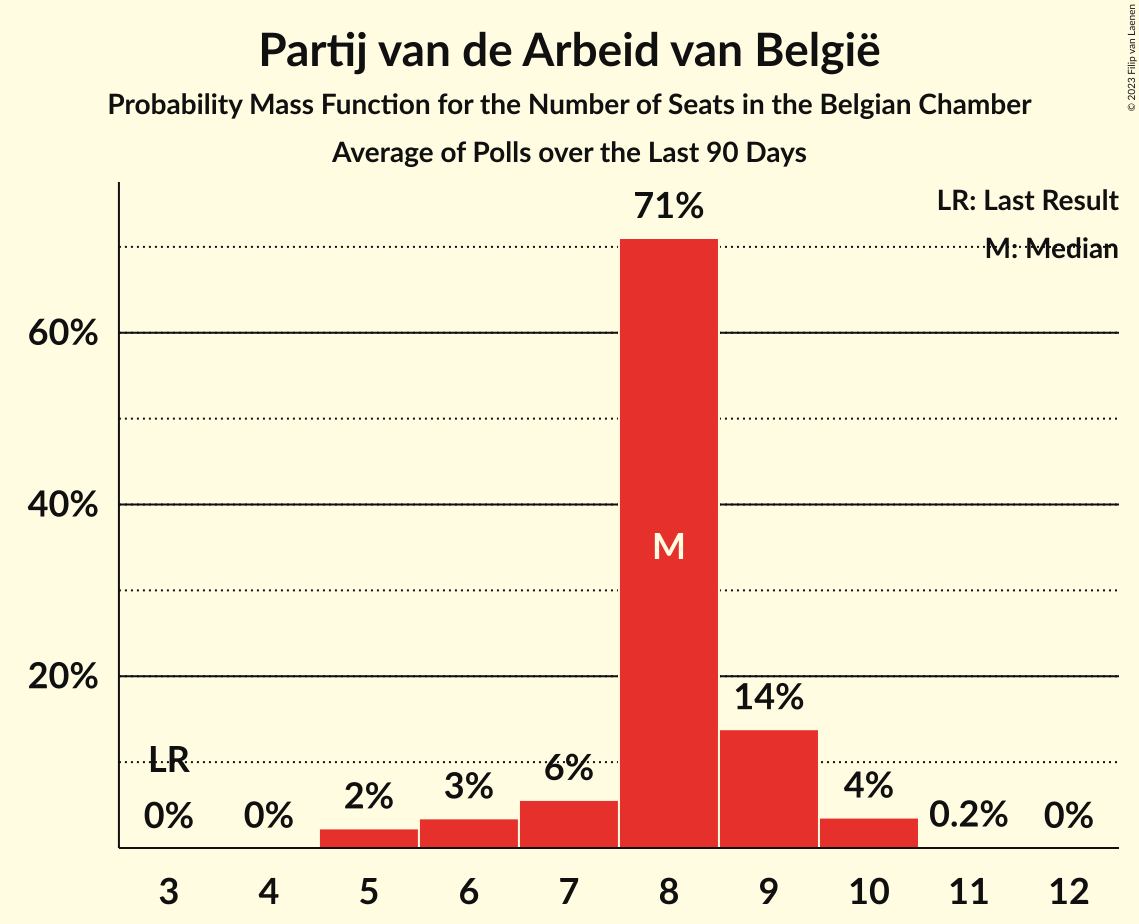 Partij van de Arbeid van België
Probability Mass Function for the Number of Seats in the Belgian Chamber
Average of Polls over the Last 90 Days
© 2023 Filip van Laenen
LR: Last Result
M: Median
71%
60%
40%
M
20%
14%
LR
6%
4%
3%
2%
0%
0%
0.2%
0%
3 4 5 6 7 8 9 10 11 12